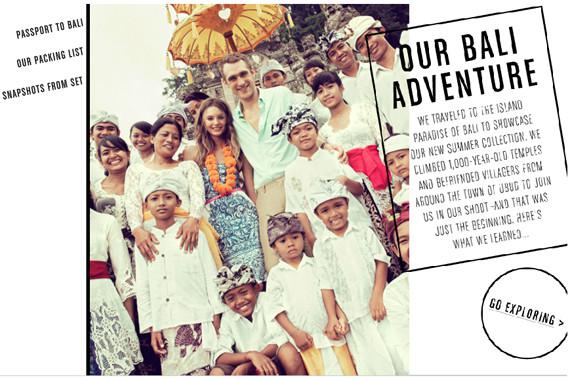 PASSPORT TO BALI
OUR PACKING LIST
SNAPSHOTS FROM SET
OUR BALI
ADVENTURE
WE TRAVELED TO THE ISLAND
PARADISE OF BALI TO SHOWCASE
OUR NEW SUMMER COLLECTION. WE
CLIMBED 1,000-YEAR-OLD TEMPLES
AND BEFRIENDED VILLAGERS FROM
AROUND THE TOWN OF UBUD TO JOIN
US IN OUR SHOOT-AND THAT WAS
JUST THE BEGINNING. HERE'S
WHAT WE LEARNED...
GO EXPLORING >